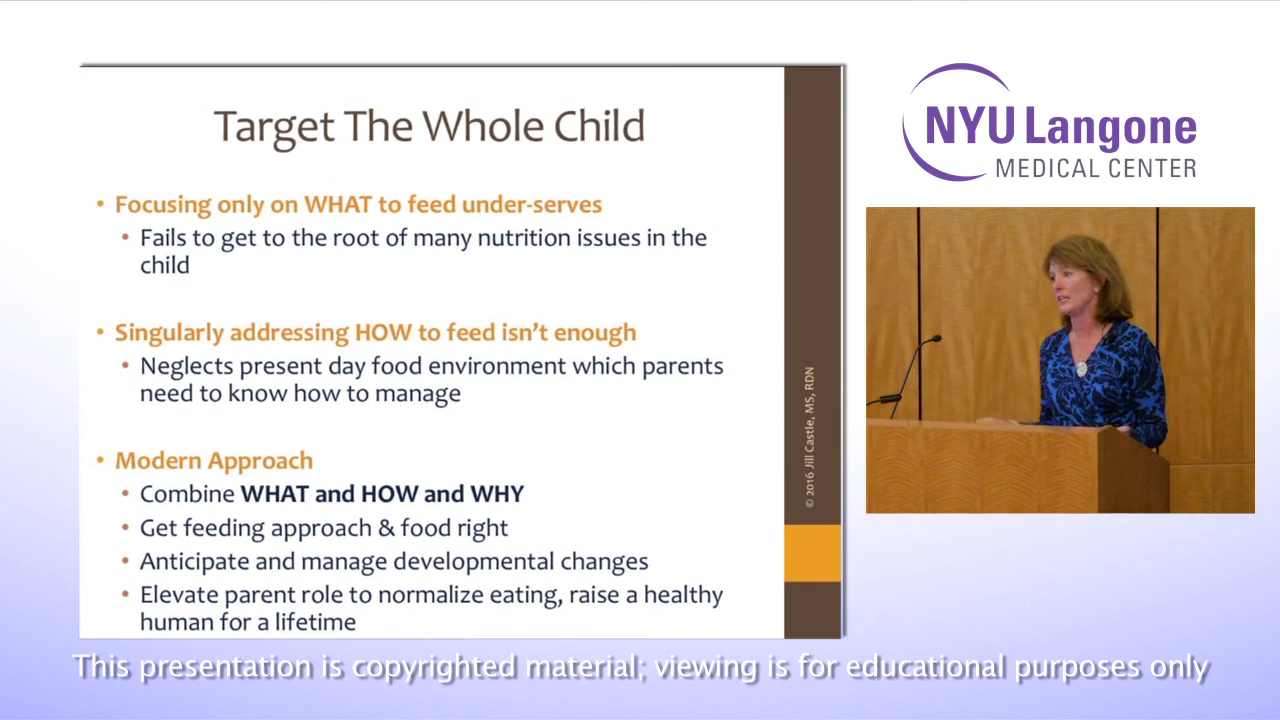 Target The Whole Child
• Focusing only on WHAT to feed under-serves
• Fails to get to the root of many nutrition issues in the
child
• Singularly addressing HOW to feed isn’t enough
• Neglects present day food environment which parents
need to know how to manage
• Modern Approach
• Combine WHAT and HOW and WHY
• Get feeding approach & food right
• Anticipate and manage developmental changes
• Elevate parent role to normalize eating, raise a healthy
human for a lifetime
© 2016 Jill Castle, MS, RDN
NYU Langone
MEDICAL CENTER
This presentation is copyrighted material; viewing is for educational purposes only